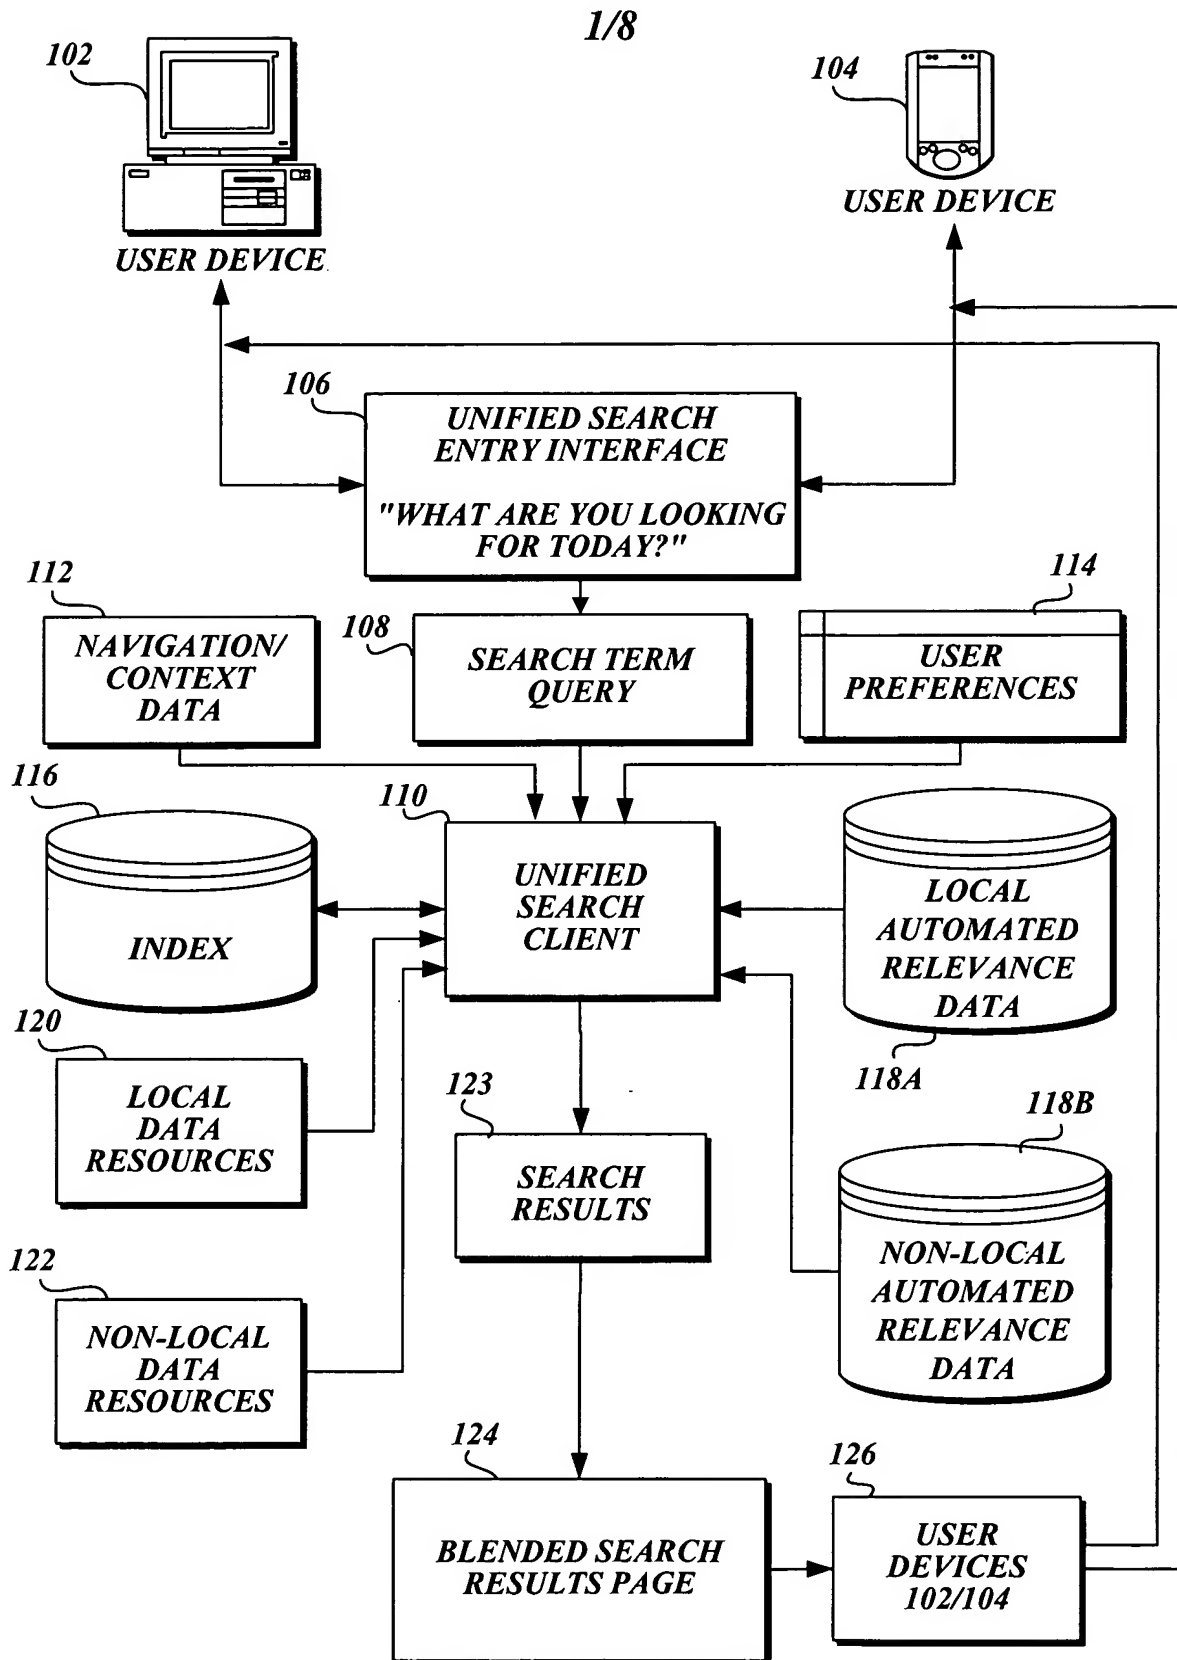 1/8
102
104
USER DEVICE
USER DEVICE
106
UNIFIED SEARCH
ENTRY INTERFACE
"WHAT ARE YOU LOOKING
FOR TODAY?"
112
NAVIGATION/
CONTEXT
DATA
108
SEARCH TERM
QUERY
114
USER
PREFERENCES
116
INDEX
110
UNIFIED
SEARCH
CLIENT
LOCAL
AUTOMATED
RELEVANCE
DATA
118A
120
LOCAL
DATA
RESOURCES
123
SEARCH
RESULTS
118B
NON-LOCAL
AUTOMATED
RELEVANCE
DATA
122
NON-LOCAL
DATA
RESOURCES
124
BLENDED SEARCH
RESULTS PAGE
126
USER
DEVICES
102/104